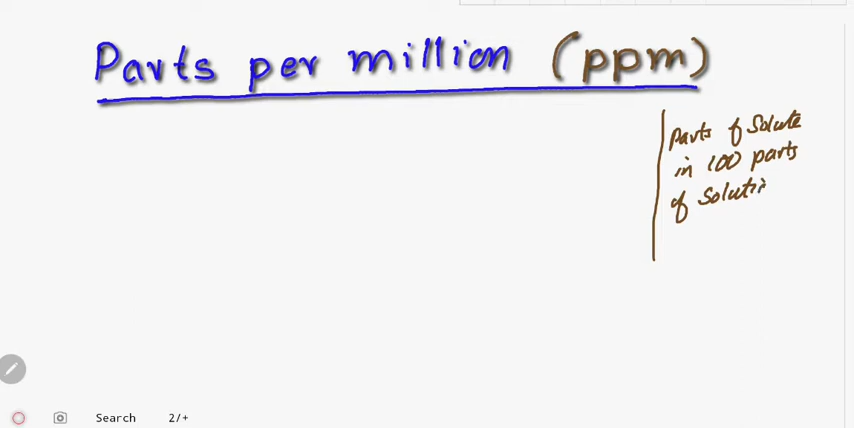 Parts per million (ppm)
Parts of Solute
in 100 parts
of Soluti
Search 2/+